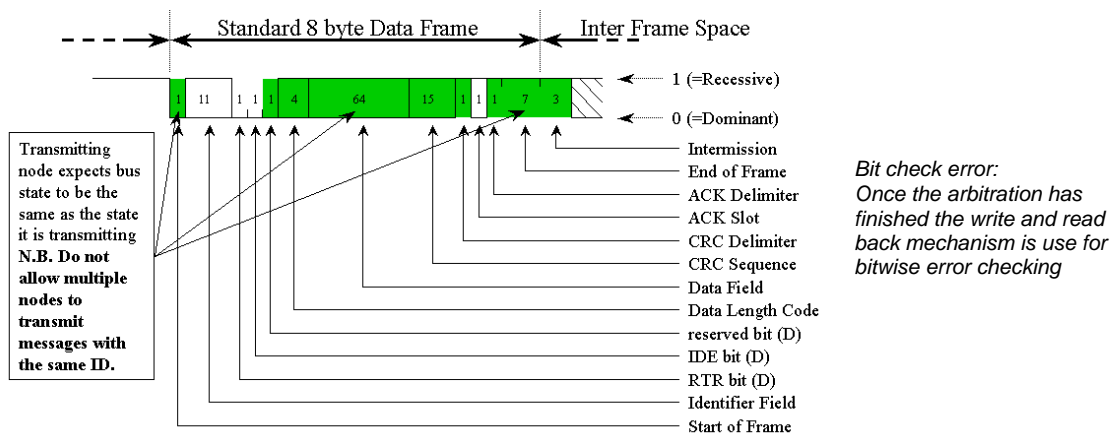 Standard 8 byte Data Frame
Inter Frame Space
1 (=Recessive)
1 11 1 1 1 4 64 15 1 1 1 7 3
0 (=Dominant)
Transmitting
node expects bus
state to be the
same as the state
it is transmitting
N.B. Do not
allow multiple
nodes to
transmit
messages with
the same ID.
Intermission
End of Frame
ACK Delimiter
ACK Slot
CRC Delimiter
CRC Sequence
Data Field
Data Length Code
reserved bit (D)
IDE bit (D)
RTR bit (D)
Identifier Field
Start of Frame
Bit check error:
Once the arbitration has
finished the write and read
back mechanism is use for
bitwise error checking